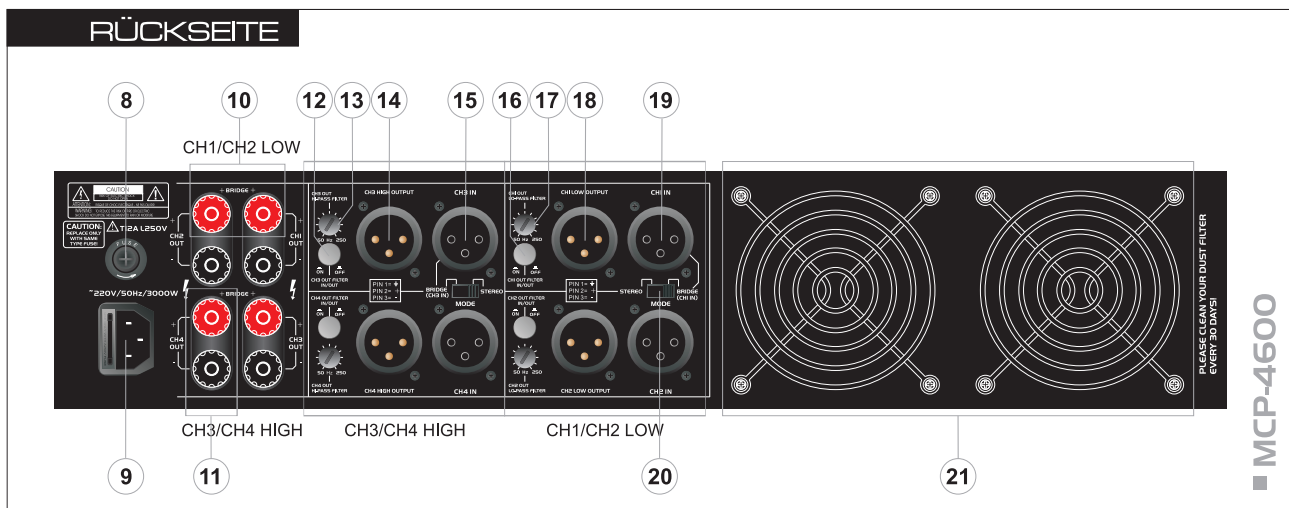 RÜCKSEITE
8
10
12
13
14
15
16
17
18
19
CH1/CH2 LOW
CAUTION
CAUTION:
REPLACE ONLY
WITH SAME
TYPE FUSE!
T12A L250V
FUSE
~220V/50Hz/3000W
+ BRIDGE +
+
CH2
OUT
-
+
CH1
OUT
-
+ BRIDGE +
+
CH4
OUT
-
+
CH3
OUT
-
CH3 OUT
HI-PASS FILTER
50 Hz 250
ON OFF
CH3 OUT FILTER
IN/OUT
CH4 OUT FILTER
IN/OUT
ON OFF
50 Hz 250
CH4 OUT
HI-PASS FILTER
CH3 HIGH OUTPUT
CH3 IN
PIN 1=
PIN 2= +
PIN 3= -
BRIDGE
(CH3 IN)
STEREO
MODE
CH4 HIGH OUTPUT
CH4 IN
CH1 OUT
LO-PASS FILTER
50 Hz 250
ON OFF
CH1 OUT FILTER
IN/OUT
CH2 OUT FILTER
IN/OUT
ON OFF
50 Hz 250
CH2 OUT
LO-PASS FILTER
CH1 LOW OUTPUT
CH1 IN
PIN 1=
PIN 2= +
PIN 3= -
STEREO
BRIDGE
(CH1 IN)
MODE
CH2 LOW OUTPUT
CH2 IN
PLEASE CLEAN YOUR DUST FILTER
EVERY 30 DAYS!
MCP-4600
CH3/CH4 HIGH
CH3/CH4 HIGH
CH1/CH2 LOW
9
11
20
21